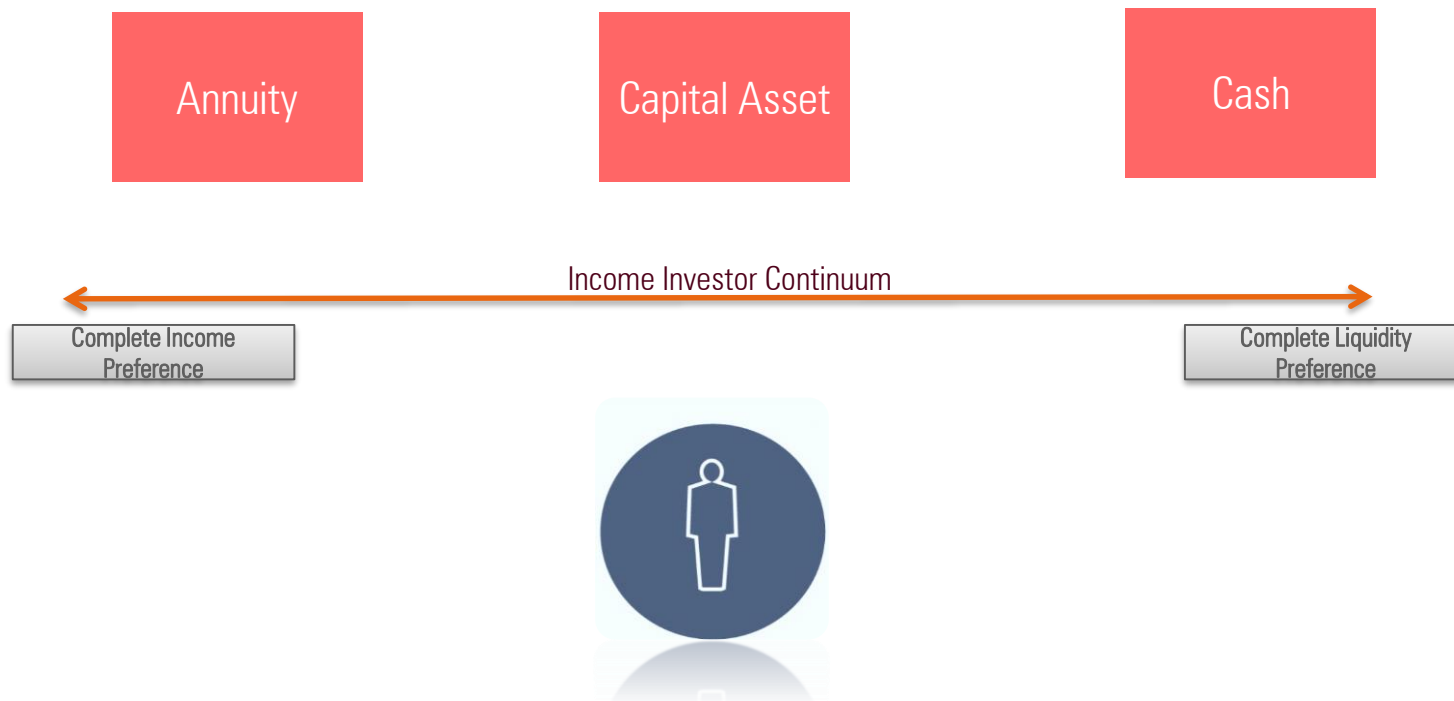 Annuity
Capital Asset
Cash
Income Investor Continuum
Complete Income
Preference
Complete Liquidity
Preference